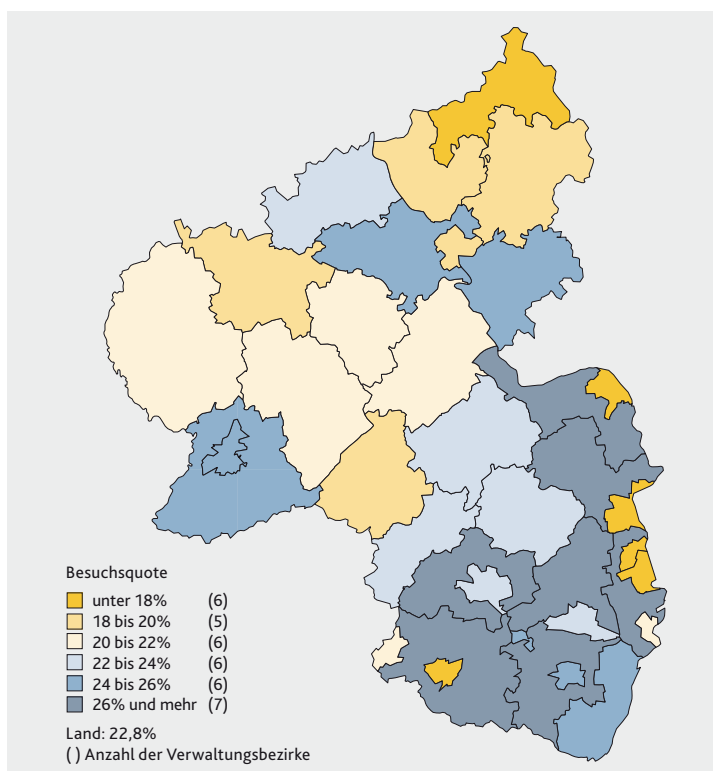 Besuchsquote
unter 18% (6)
18 bis 20% (5)
20 bis 22% (6)
22 bis 24% (6)
24 bis 26% (6)
26% und mehr (7)
Land: 22,8%
( ) Anzahl der Verwaltungsbezirke